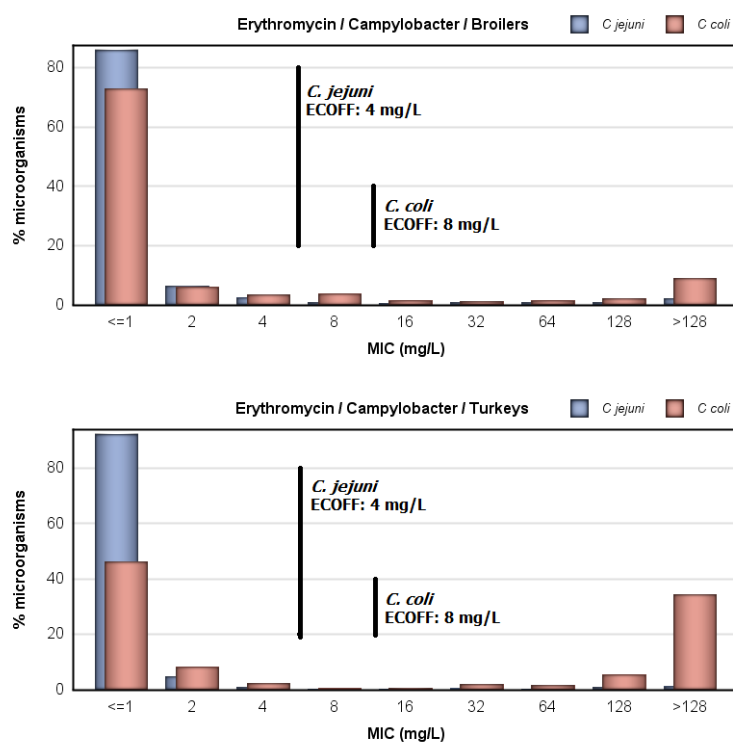 Erythromycin / Campylobacter / Broilers
C jejuni
C coli
% microorganisms
80
60
40
20
0
C. jejuni
ECOFF: 4 mg/L
C. coli
ECOFF: 8 mg/L
<=1 2 4 8 16 32 64 128 >128
MIC (mg/L)
Erythromycin / Campylobacter / Turkeys
C jejuni
C coli
% microorganisms
80
60
40
20
0
C. jejuni
ECOFF: 4 mg/L
C. coli
ECOFF: 8 mg/L
<=1 2 4 8 16 32 64 128 >128
MIC (mg/L)